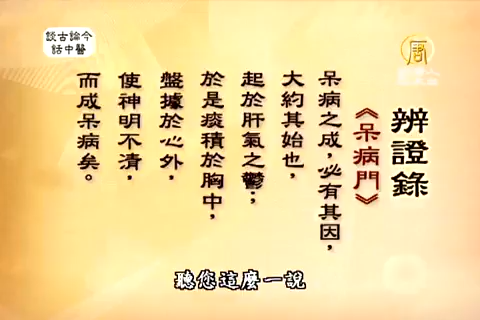 談古論今
話中醫
辨證錄
《呆病門》
呆病之成，必有其因，
大約其始也，
起於肝氣之鬱；
於是痰積於胸中，
盤據於心外，
使神明不清，
而成呆病矣。
聽您這麼一說